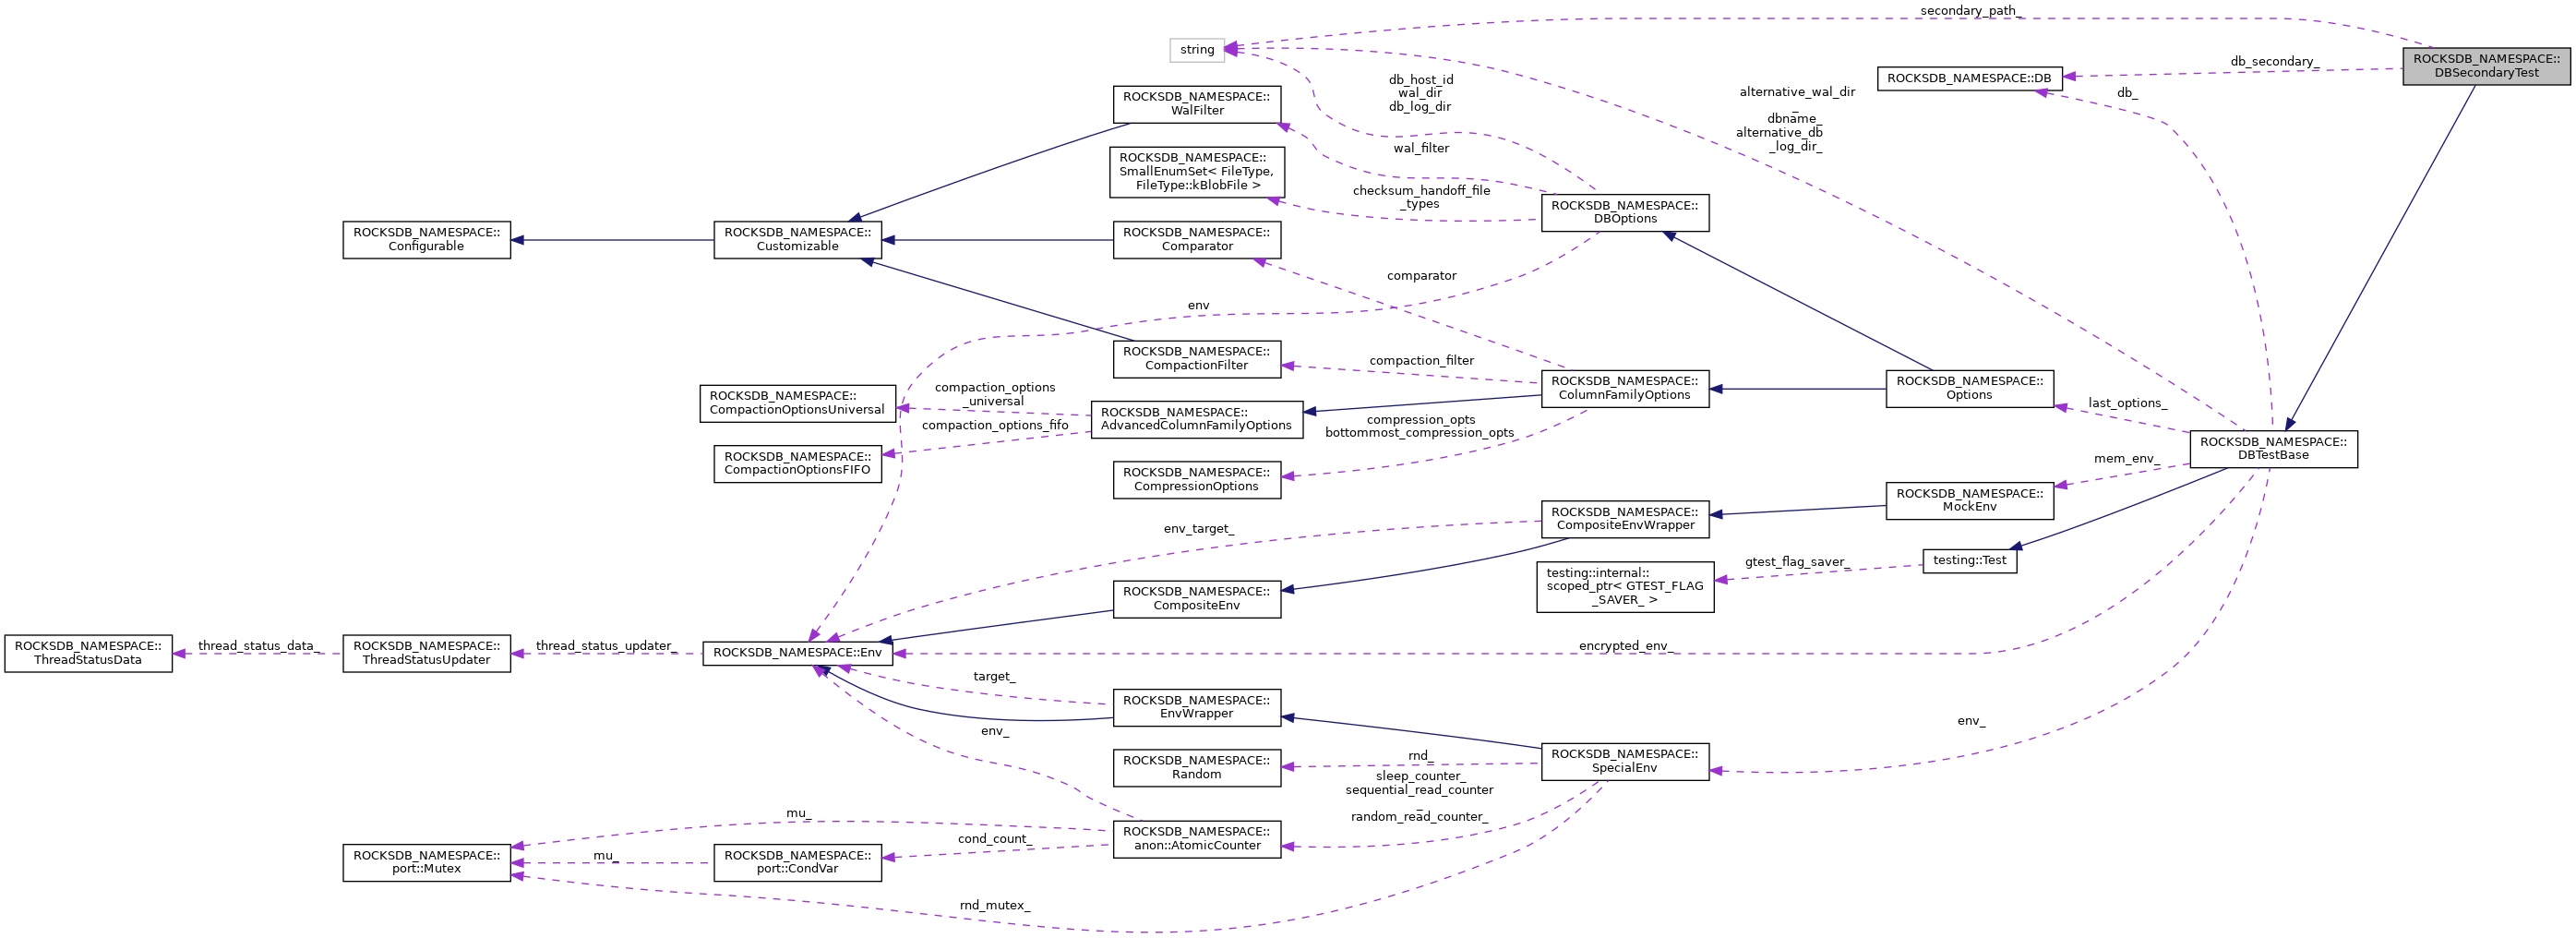 secondary_path_
string
ROCKSDB_NAMESPACE::
DBSecondaryTest
db_secondary_
ROCKSDB_NAMESPACE::DB
db_
db_host_id
wal_dir
db_log_dir
alternative_wal_dir
_
dbname_
alternative_db
_log_dir_
ROCKSDB_NAMESPACE::
WalFilter
wal_filter
ROCKSDB_NAMESPACE::
SmallEnumSet< FileType,
FileType::kBlobFile >
checksum_handoff_file
_types
ROCKSDB_NAMESPACE::
DBOptions
ROCKSDB_NAMESPACE::
Configurable
ROCKSDB_NAMESPACE::
Customizable
ROCKSDB_NAMESPACE::
Comparator
comparator
env
ROCKSDB_NAMESPACE::
CompactionFilter
compaction_filter
ROCKSDB_NAMESPACE::
ColumnFamilyOptions
ROCKSDB_NAMESPACE::
Options
last_options_
ROCKSDB_NAMESPACE::
CompactionOptionsUniversal
compaction_options
_universal
ROCKSDB_NAMESPACE::
AdvancedColumnFamilyOptions
compaction_options_fifo
compression_opts
bottommost_compression_opts
ROCKSDB_NAMESPACE::
DBTestBase
ROCKSDB_NAMESPACE::
CompactionOptionsFIFO
ROCKSDB_NAMESPACE::
CompressionOptions
mem_env_
ROCKSDB_NAMESPACE::
MockEnv
ROCKSDB_NAMESPACE::
CompositeEnvWrapper
env_target_
testing::Test
gtest_flag_saver_
testing::internal::
scoped_ptr< GTEST_FLAG
_SAVER_ >
ROCKSDB_NAMESPACE::
CompositeEnv
ROCKSDB_NAMESPACE::
ThreadStatusData
thread_status_data_
ROCKSDB_NAMESPACE::
ThreadStatusUpdater
thread_status_updater_
ROCKSDB_NAMESPACE::Env
encrypted_env_
target_
ROCKSDB_NAMESPACE::
EnvWrapper
env_
env_
ROCKSDB_NAMESPACE::
Random
rnd_
ROCKSDB_NAMESPACE::
SpecialEnv
sleep_counter_
sequential_read_counter
_
random_read_counter_
mu_
ROCKSDB_NAMESPACE::
anon::AtomicCounter
cond_count_
ROCKSDB_NAMESPACE::
port::Mutex
mu_
ROCKSDB_NAMESPACE::
port::CondVar
rnd_mutex_